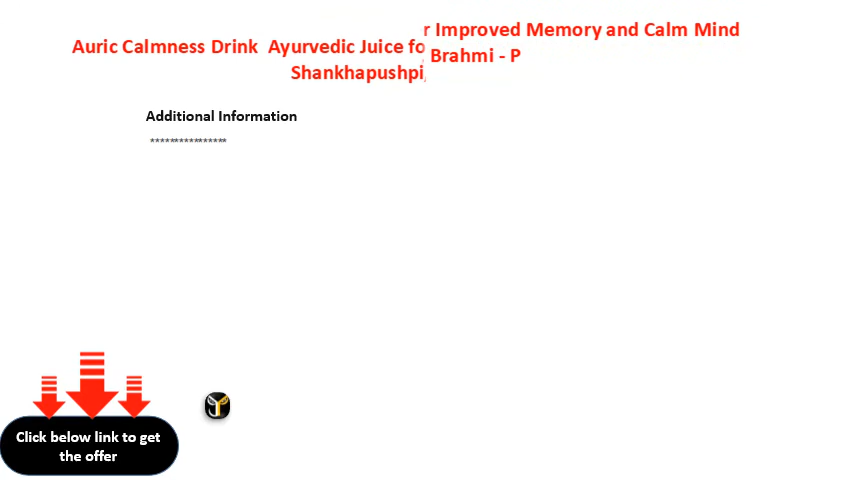 Auric Calmness Drink Ayurvedic Juice for Improved Memory and Calm Mind
Shankhapushpi, Brahmi - P
Additional Information
****************
Click below link to get
the offer